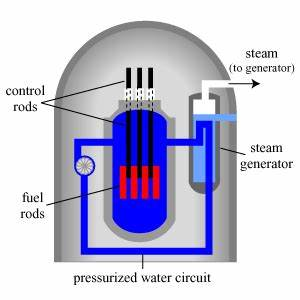 steam
(to generator)
control
rods
steam
generator
fuel
rods
pressurized water circuit